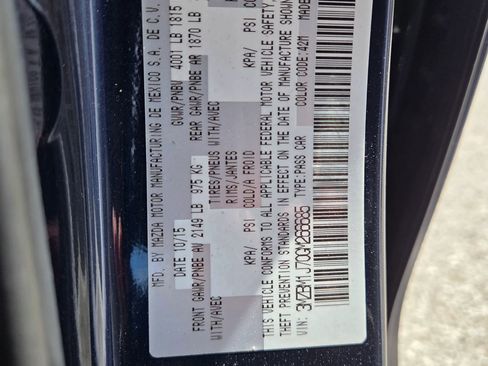 MFD. BY MAZDA MOTOR MANUFACTURING DE MEXICO S.A. DE C.V.
DATE 10/15 GVWR/PNBV 4001 LB 1815
FRONT GAWR/PNBE AV 2149 LB 975 KG REAR GAWR/PNBE AR 1870 LB
WITH/AVEC TIRES/PNEUS WITH/AVEC
RIMS/JANTES
COLD/A FROID KPA/ PSI COLD/A KPA/ PSI
THIS VEHICLE CONFORMS TO ALL APPLICABLE FEDERAL MOTOR VEHICLE SAFETY,
THEFT PREVENTION STANDARDS IN EFFECT ON THE DATE OF MANUFACTURE
VIN: TYPE:PASS CAR COLOR CODE:42M MADE